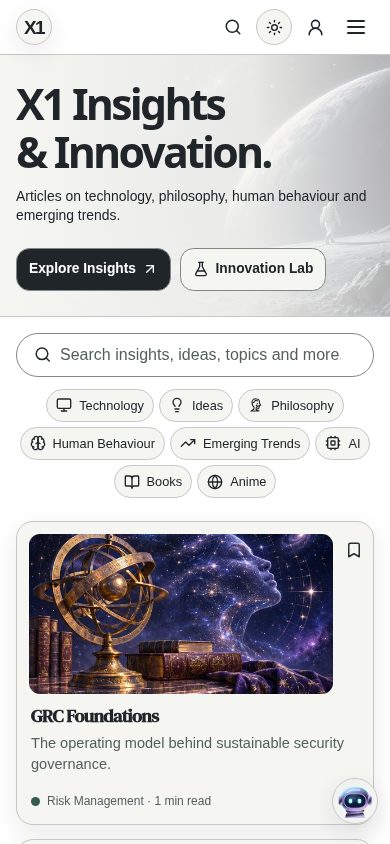 X1
X1 Insights
& Innovation.
Articles on technology, philosophy, human behaviour and
emerging trends.
Explore Insights
Innovation Lab
Search insights, ideas, topics and more
Technology
Ideas
Philosophy
Human Behaviour
Emerging Trends
AI
Books
Anime
GRC Foundations
The operating model behind sustainable security
governance.
Risk Management · 1 min read